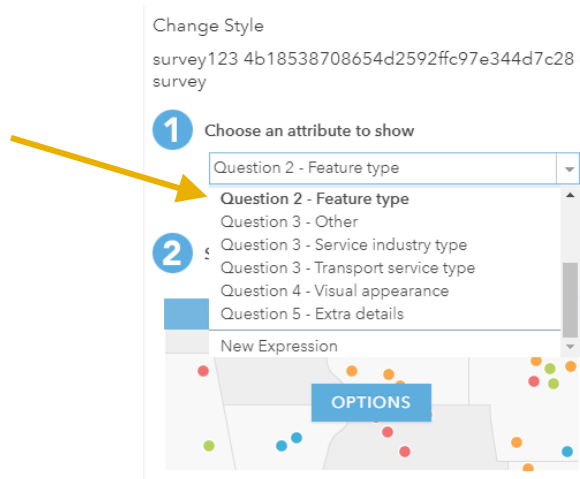 Change Style
survey123 4b18538708654d2592ffc97e344d7c28
survey
1 Choose an attribute to show
Question 2 - Feature type
Question 2 - Feature type
Question 3 - Other
Question 3 - Service industry type
Question 3 - Transport service type
Question 4 - Visual appearance
Question 5 - Extra details
2
New Expression
OPTIONS